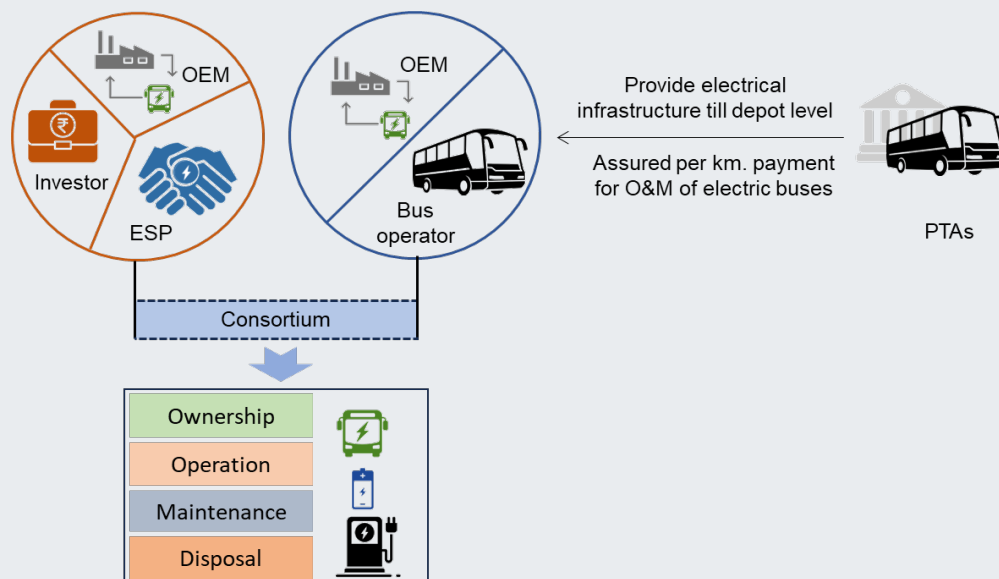 OEM
Investor
ESP
OEM
Bus
operator
Provide electrical
infrastructure till depot level
Assured per km. payment
for O&M of electric buses
PTAs
Consortium
Ownership
Operation
Maintenance
Disposal